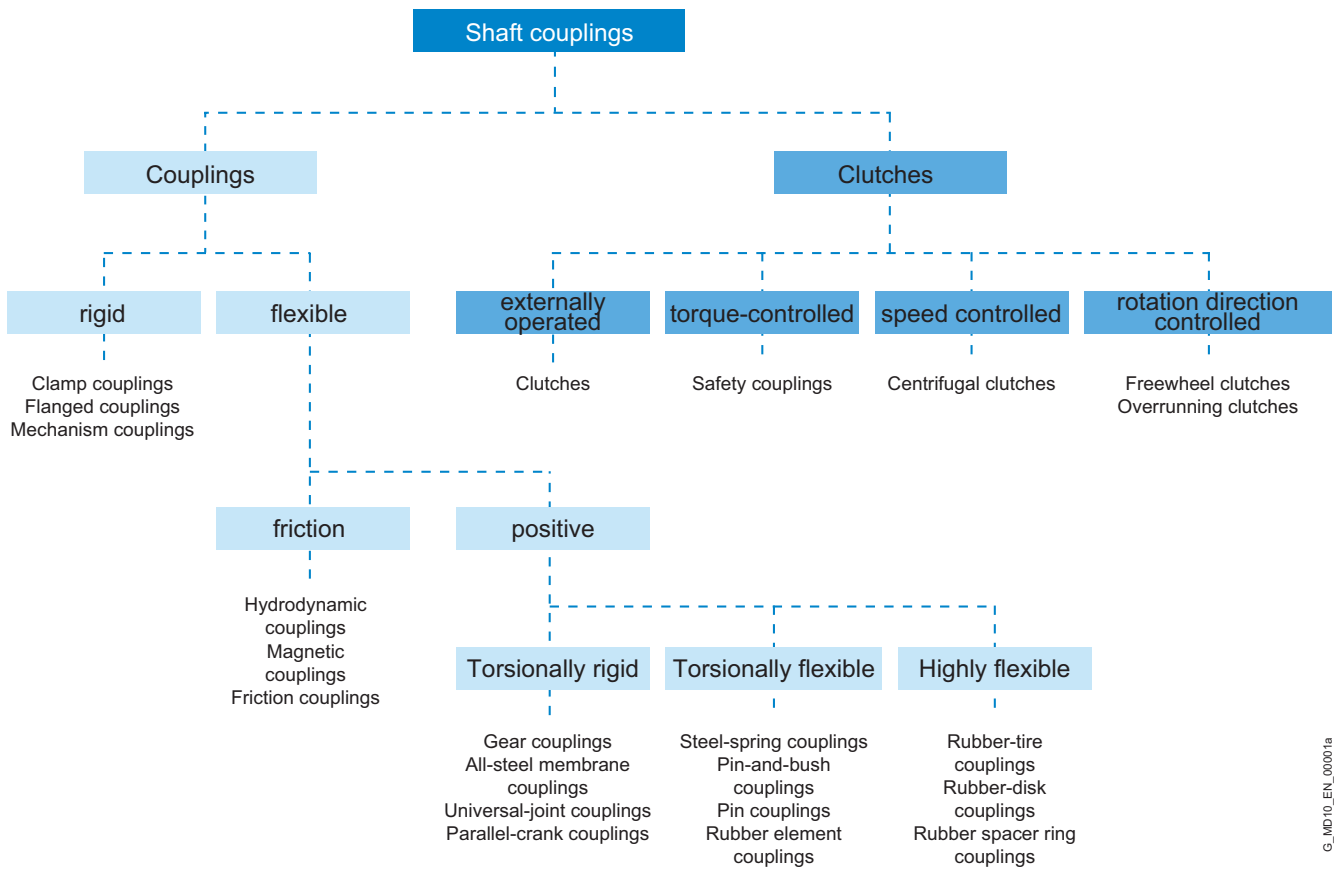 Shaft couplings
Couplings
Clutches
rigid
flexible
externally
operated
torque-controlled
speed controlled
rotation direction
controlled
Clamp couplings
Flanged couplings
Mechanism couplings
Clutches
Safety couplings
Centrifugal clutches
Freewheel clutches
Overrunning clutches
friction
positive
Hydrodynamic
couplings
Magnetic
couplings
Friction couplings
Torsionally rigid
Torsionally flexible
Highly flexible
Gear couplings
All-steel membrane
couplings
Universal-joint couplings
Parallel-crank couplings
Steel-spring couplings
Pin-and-bush
couplings
Pin couplings
Rubber element
couplings
Rubber-tire
couplings
Rubber-disk
couplings
Rubber spacer ring
couplings
G_MD10_EN_00001a